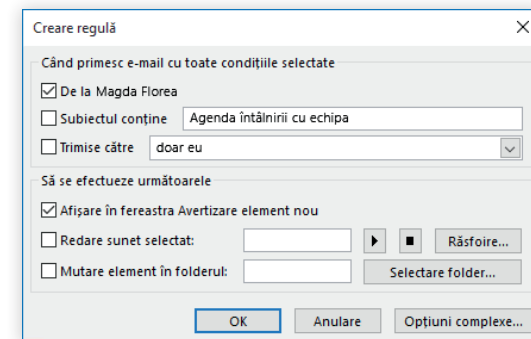 Creare regulă
Când primesc e-mail cu toate condițiile selectate
De la Magda Florea
Subiectul conține Agenda întâlnirii cu echipa
Trimise către doar eu
Să se efectueze următoarele
Afișare în fereastra Avertizare element nou
Redare sunet selectat: Răsfoire...
Mutare element în folderul: Selectare folder...
OK Anulare Opțiuni complexe...